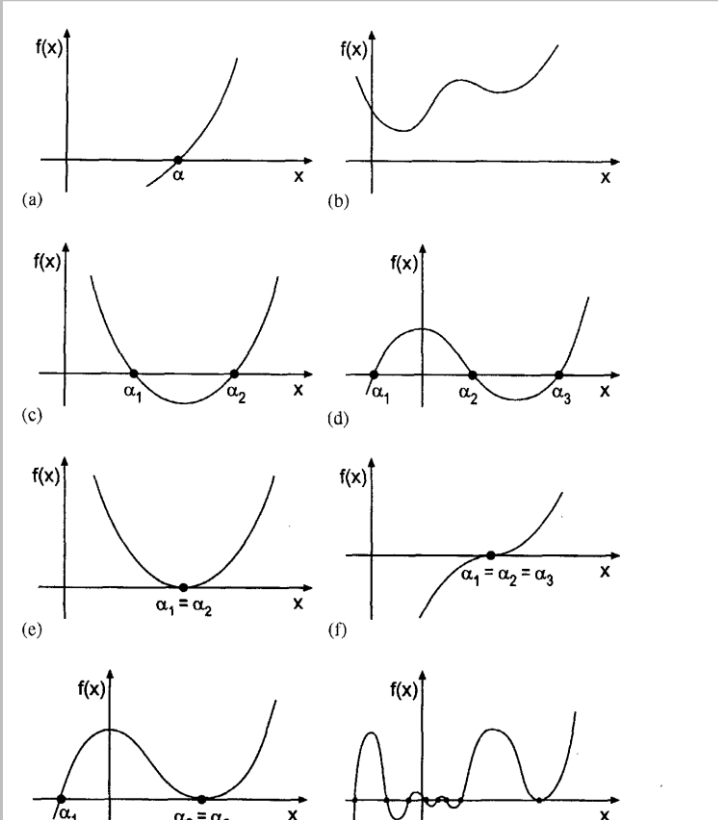 f(x)
α
x
(a)
f(x)
x
(b)
f(x)
α₁ α₂ x
(c)
f(x)
α₁ α₂ α₃ x
(d)
f(x)
α₁ = α₂ x
(e)
f(x)
α₁ = α₂ = α₃ x
(f)
f(x)
α₁ x
f(x)
x